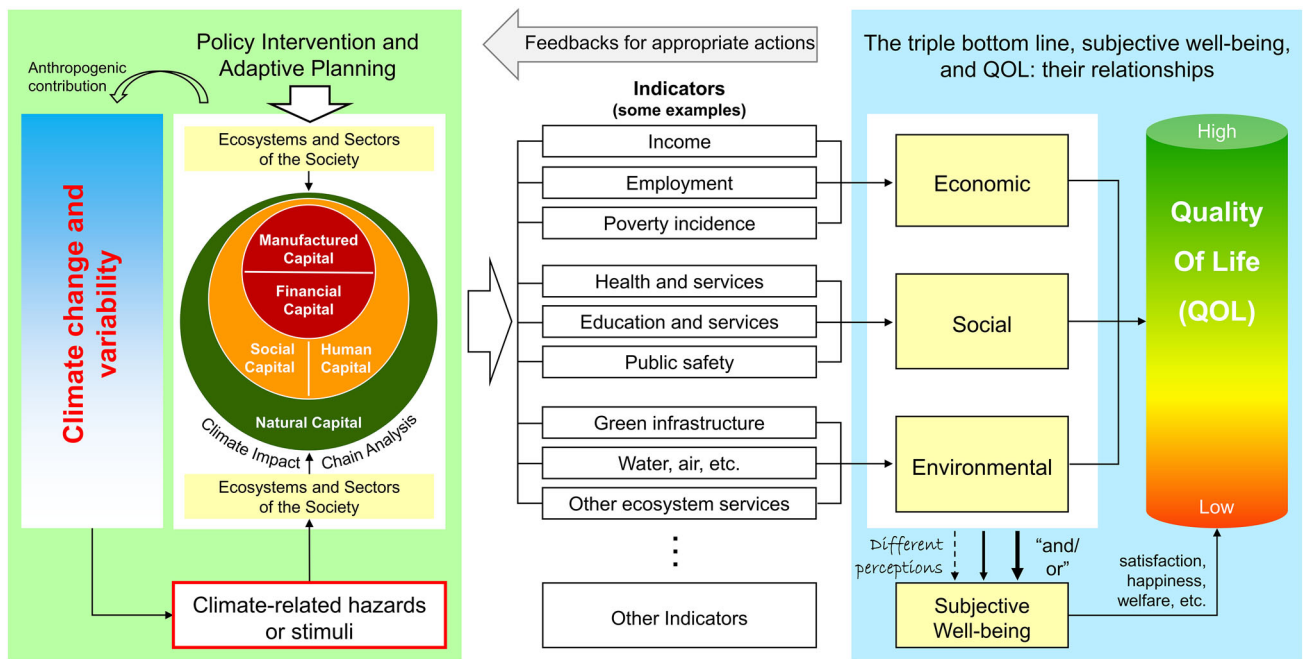 Policy Intervention and
Adaptive Planning
Anthropogenic
contribution
Climate change and
variability
Ecosystems and Sectors
of the Society
Manufactured
Capital
Financial
Capital
Social
Capital
Human
Capital
Natural Capital
Climate Impact Chain Analysis
Ecosystems and Sectors
of the Society
Climate-related hazards
or stimuli
Feedbacks for appropriate actions
Indicators
(some examples)
Income
Employment
Poverty incidence
Health and services
Education and services
Public safety
Green infrastructure
Water, air, etc.
Other ecosystem services
Other Indicators
The triple bottom line, subjective well-being,
and QOL: their relationships
Economic
Social
Environmental
Different
perceptions
“and/
or”
Subjective
Well-being
satisfaction,
happiness,
welfare, etc.
High
Quality
Of Life
(QOL)
Low